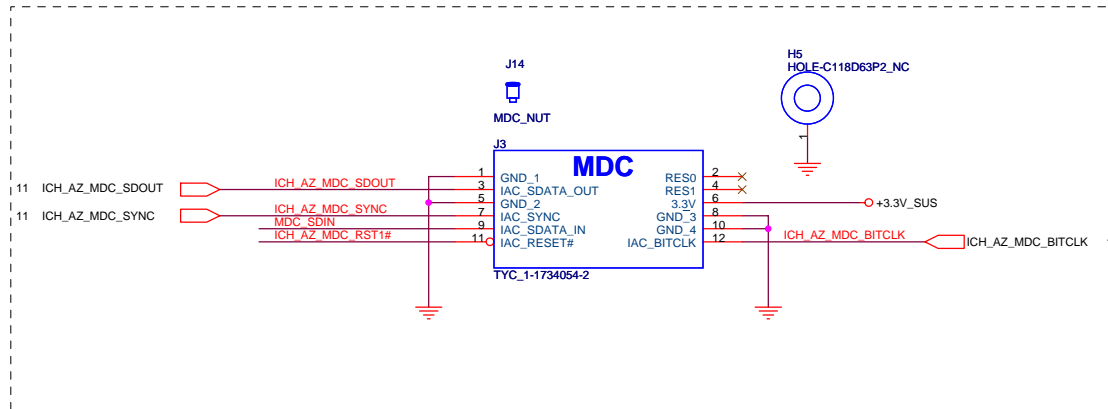 H5
HOLE-C118D63P2_NC
J14
MDC_NUT
1
J3
MDC
1 GND_1 RES0 2
11 ICH_AZ_MDC_SDOUT ICH_AZ_MDC_SDOUT 3 IAC_SDATA_OUT RES1 4
5 GND_2 3.3V 6 +3.3V_SUS
11 ICH_AZ_MDC_SYNC ICH_AZ_MDC_SYNC 7 IAC_SYNC GND_3 8
MDC_SDIN 9 IAC_SDATA_IN GND_4 10
ICH_AZ_MDC_RST1# 11 IAC_RESET# IAC_BITCLK 12 ICH_AZ_MDC_BITCLK ICH_AZ_MDC_BITCLK
TYC_1-1734054-2